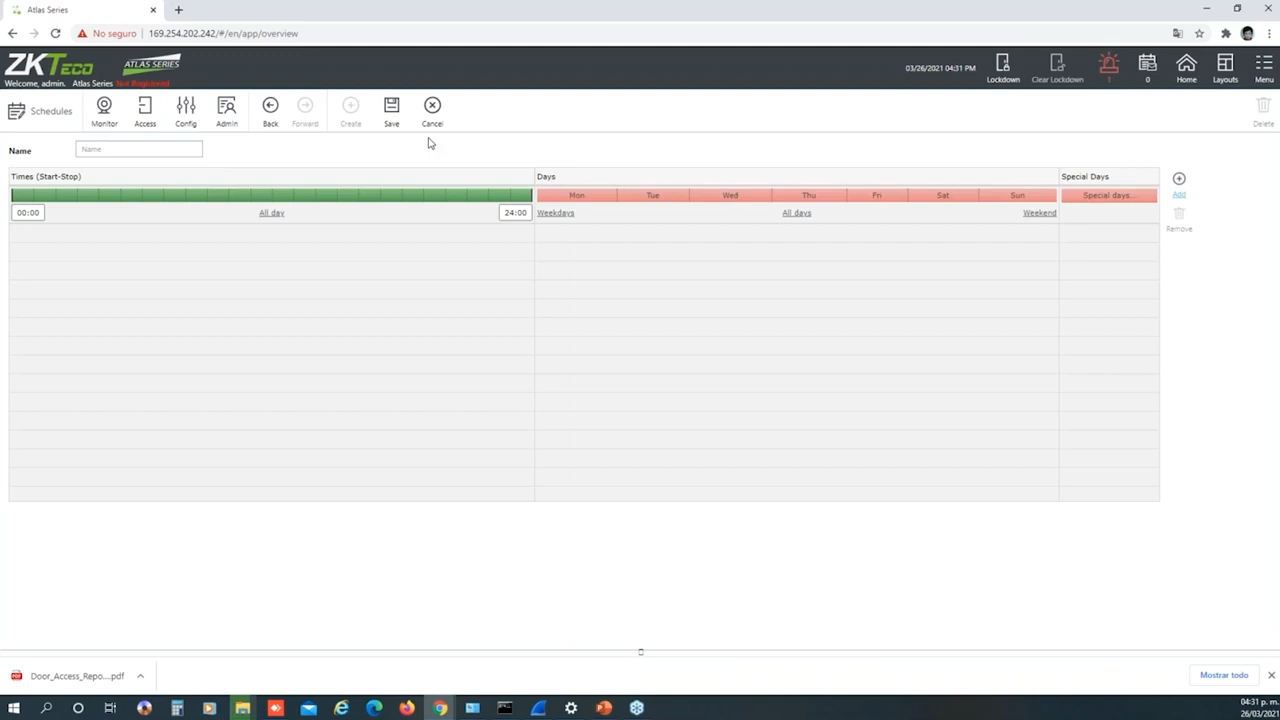 Atlas Series
No seguro
169.254.202.242/#/en/app/overview
ZKTeco
ATLAS SERIES
Welcome, admin. Atlas Series Not Registered
03/26/2021 04:31 PM
Lockdown
Clear Lockdown
1
0
Home
Layouts
Menu
Schedules
Monitor
Access
Config
Admin
Back
Forward
Create
Save
Cancel
Delete
Name
Name
Times (Start-Stop)
Days
Special Days
Mon
Tue
Wed
Thu
Fri
Sat
Sun
Special days...
Add
00:00
All day
24:00
Weekdays
All days
Weekend
Remove
Door_Access_Repo....pdf
Mostrar todo
04:31 p. m.
26/03/2021